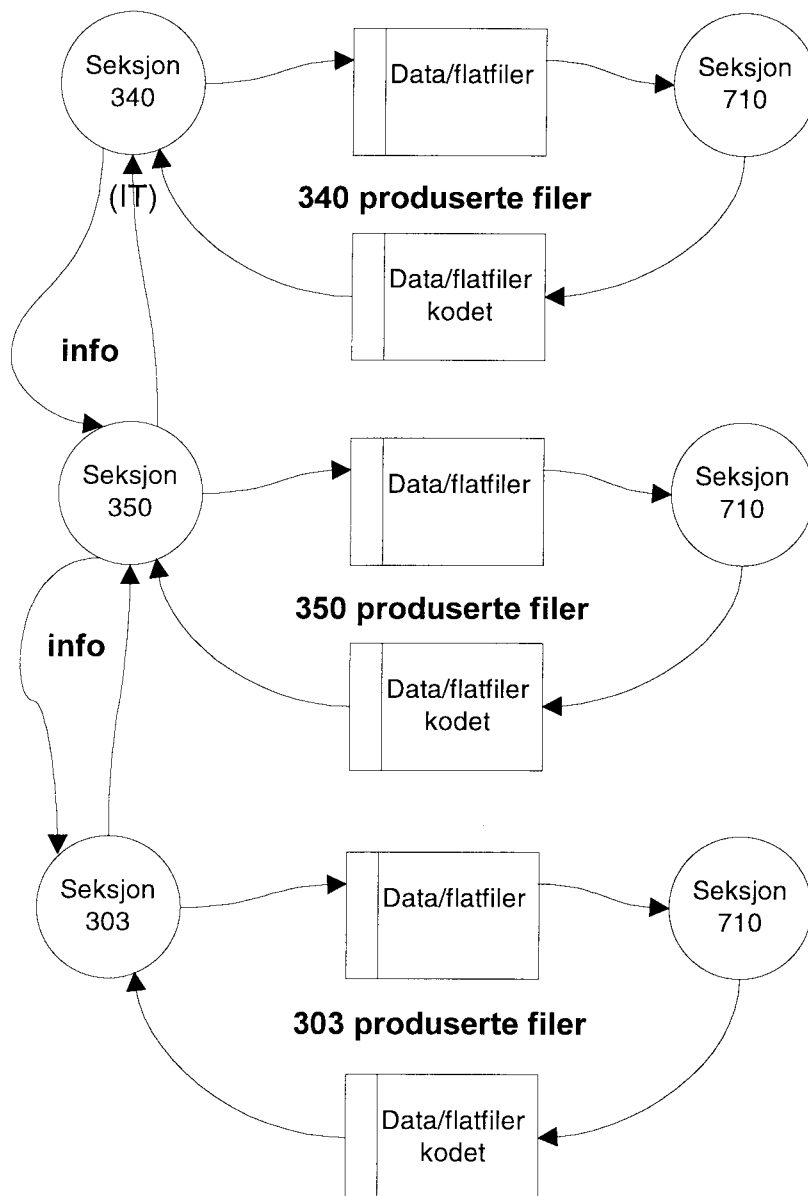 Seksjon
340
Data/flatfiler
Seksjon
710
(IT)
340 produserte filer
Data/flatfiler
kodet
info
Seksjon
350
Data/flatfiler
Seksjon
710
350 produserte filer
info
Data/flatfiler
kodet
Seksjon
303
Data/flatfiler
Seksjon
710
303 produserte filer
Data/flatfiler
kodet